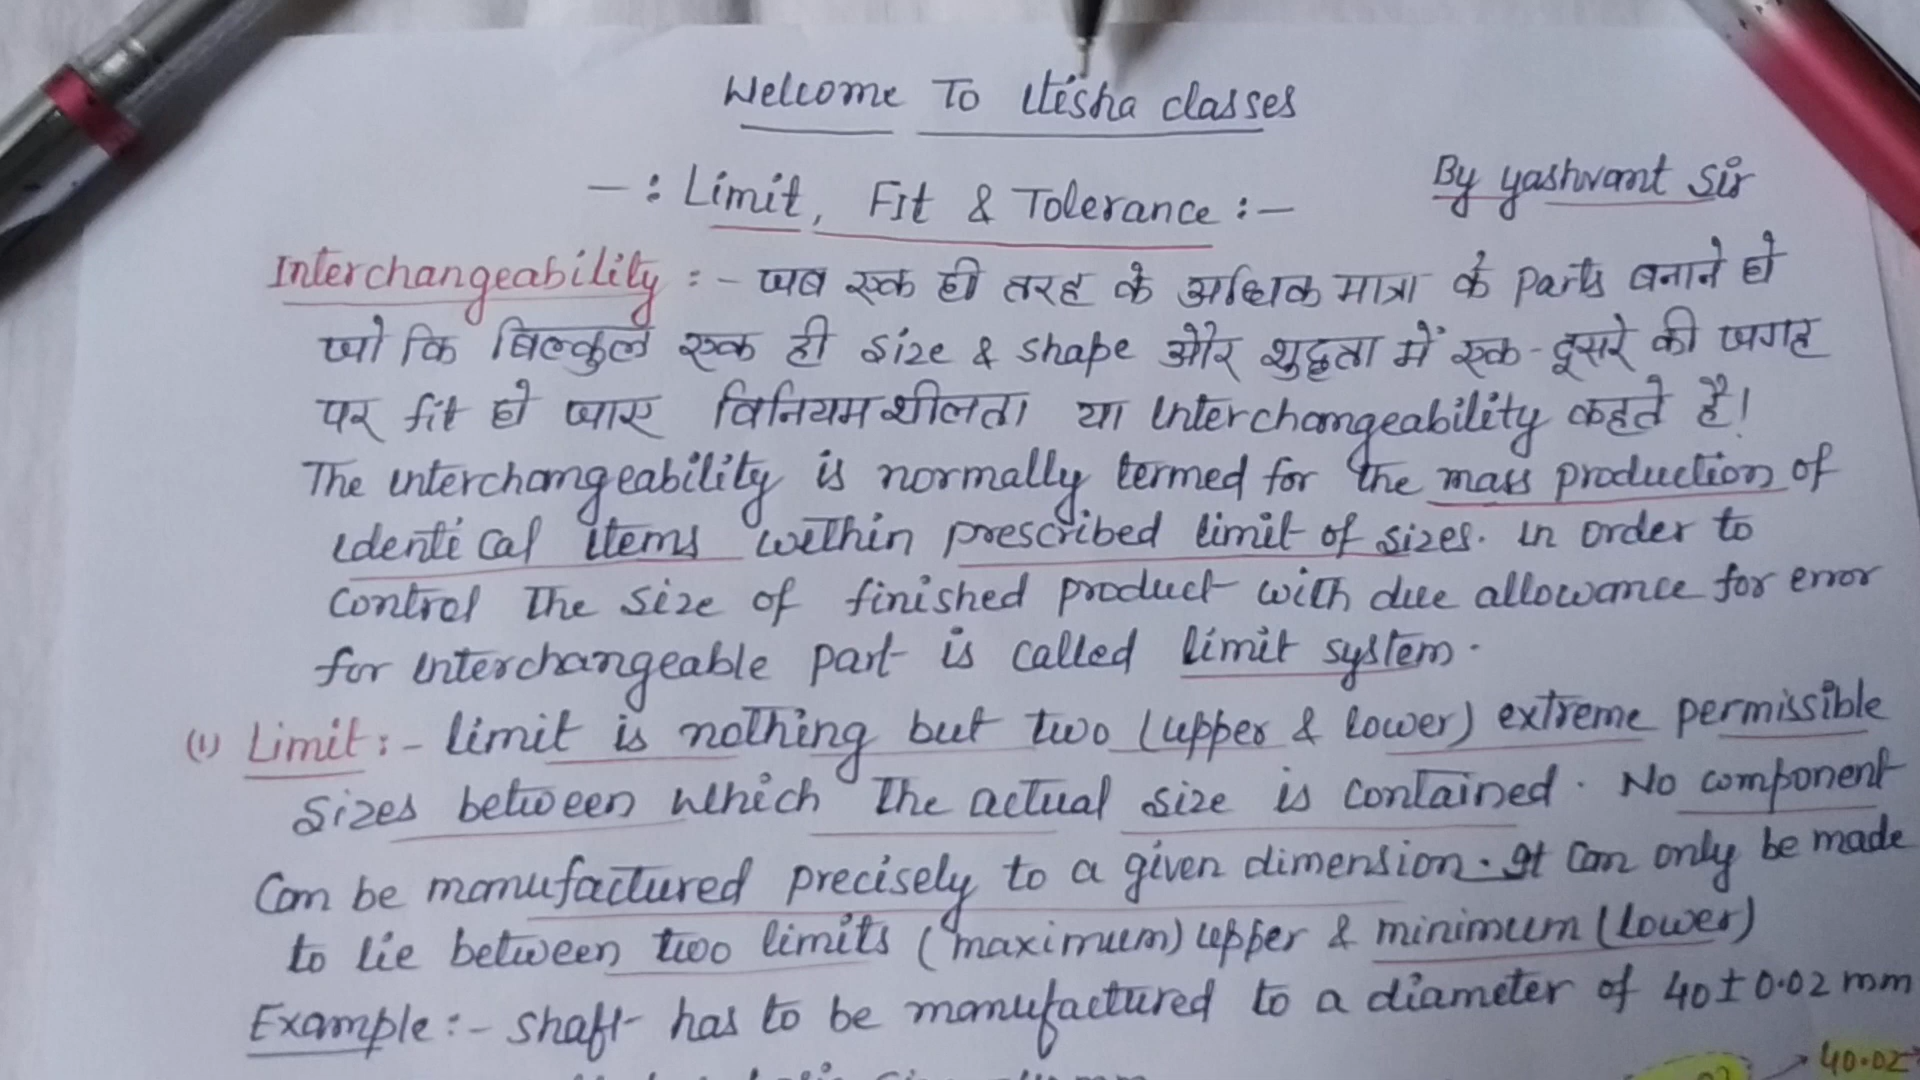 Welcome To Itisha classes
-: Limit, Fit & Tolerance :-
By yashvant Sir
Interchangeability :- जब एक ही तरह के अधिक मात्रा के Parts बनाने हो
जो कि बिल्कुल एक ही size & shape और शुद्धता में एक-दूसरे की जगह
पर fit हो जाए विनियमशीलता या Interchangeability कहते है।
The interchangeability is normally termed for the mass production of
identical items within prescribed limit of sizes. In order to
control the size of finished product with due allowance for error
for interchangeable part is called limit system.
(1) Limit :- limit is nothing but two (upper & lower) extreme permissible
sizes between which the actual size is contained. No component
Can be manufactured precisely to a given dimension. It can only be made
to lie between two limits (maximum) upper & minimum (lower)
Example :- shaft has to be manufactured to a diameter of 40±0.02 mm
40.02